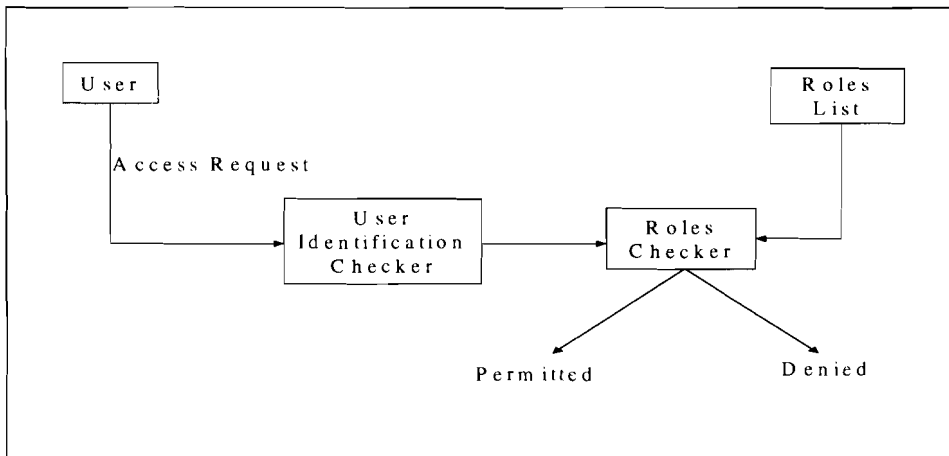 User
Roles
List
Access Request
User
Identification
Checker
Roles
Checker
Permitted
Denied